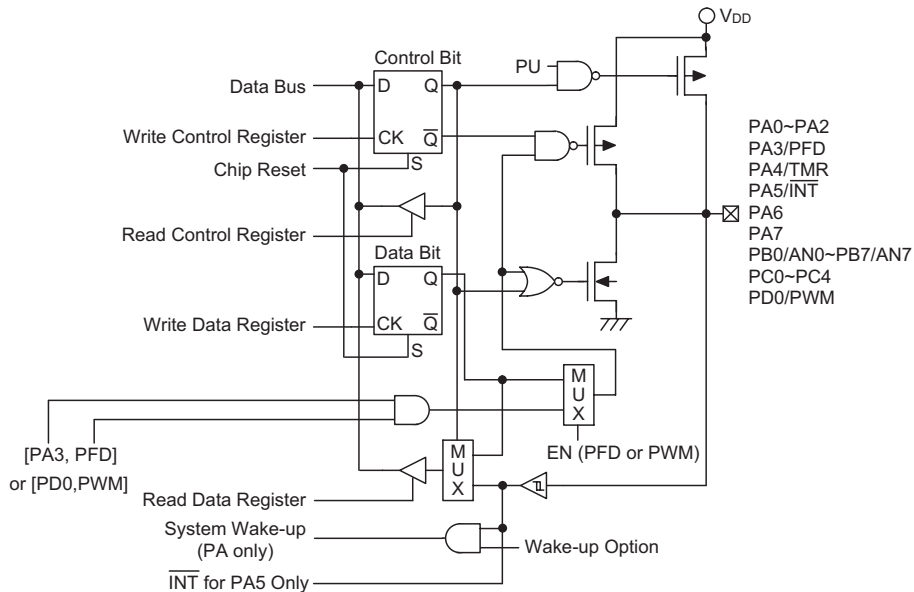 VDD
Control Bit
PU
Data Bus
D Q
Write Control Register
CK Q̅
S
Chip Reset
Read Control Register
Data Bit
D Q
Write Data Register
CK Q̅
S
PA0~PA2
PA3/PFD
PA4/TMR
PA5/I̅N̅T̅
PA6
PA7
PB0/AN0~PB7/AN7
PC0~PC4
PD0/PWM
M
U
X
EN (PFD or PWM)
[PA3, PFD]
or [PD0,PWM]
M
U
X
Read Data Register
System Wake-up
(PA only)
Wake-up Option
I̅N̅T̅ for PA5 Only